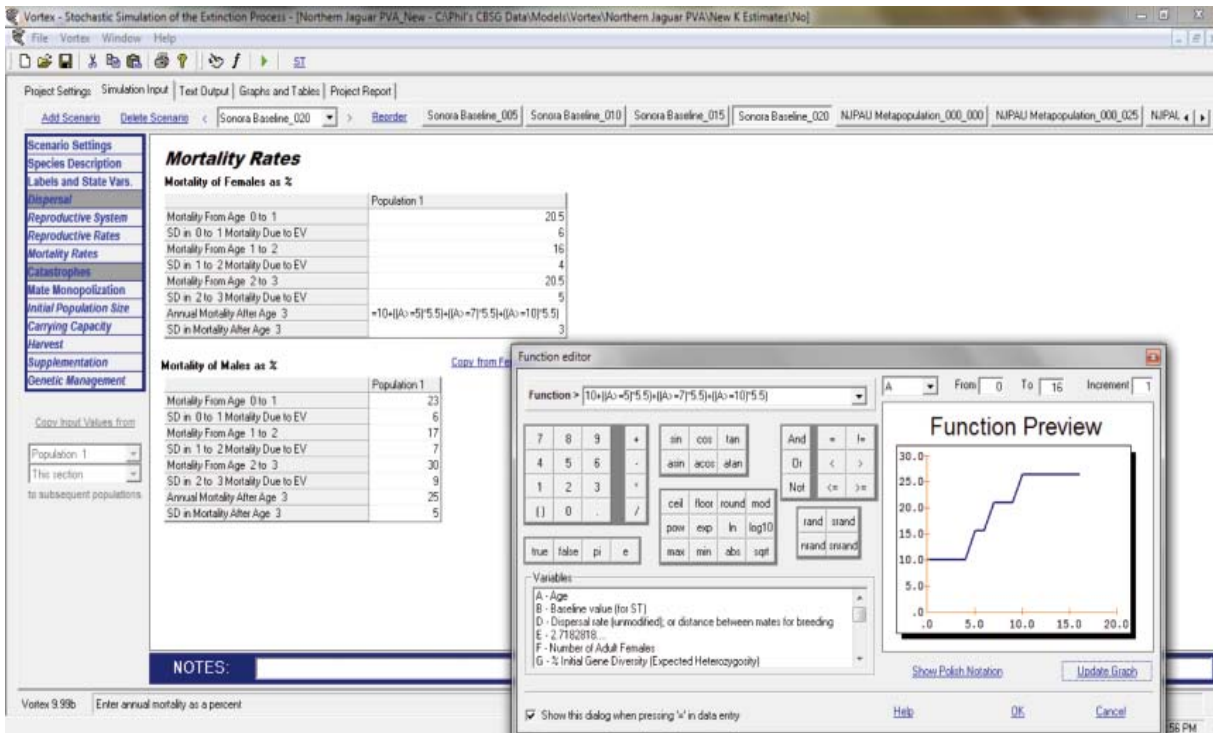 Vortex - Stochastic Simulation of the Extinction Process - [Northern Jaguar PVA_New - C:\Phil's CBSG Data\Models\Vortex\Northern Jaguar PVA\New K Estimates\No]
File Vortex Window Help
ST
Project Settings Simulation Input Text Output Graphs and Tables Project Report
Add Scenario Delete Scenario < Sonora Baseline_020 > Reorder Sonora Baseline_005 Sonora Baseline_010 Sonora Baseline_015 Sonora Baseline_020 NJPAU Metapopulation_000_000 NJPAU Metapopulation_000_025 NJPAL
Scenario Settings
Species Description
Labels and State Vars.
Dispersal
Reproductive System
Reproductive Rates
Mortality Rates
Catastrophes
Mate Monopolization
Initial Population Size
Carrying Capacity
Harvest
Supplementation
Genetic Management
Copy Input Values from
Population 1
This section
to subsequent populations
Mortality Rates
Mortality of Females as %
Population 1
Mortality From Age 0 to 1 20.5
SD in 0 to 1 Mortality Due to EV 6
Mortality From Age 1 to 2 16
SD in 1 to 2 Mortality Due to EV 4
Mortality From Age 2 to 3 20.5
SD in 2 to 3 Mortality Due to EV 5
Annual Mortality After Age 3 =10+((A>=5)*5.5)+((A>=7)*5.5)+((A>=10)*5.5)
SD in Mortality After Age 3 3
Mortality of Males as % Copy from Fe
Population 1
Mortality From Age 0 to 1 23
SD in 0 to 1 Mortality Due to EV 6
Mortality From Age 1 to 2 17
SD in 1 to 2 Mortality Due to EV 7
Mortality From Age 2 to 3 30
SD in 2 to 3 Mortality Due to EV 9
Annual Mortality After Age 3 25
SD in Mortality After Age 3 5
Function editor
Function > 10+((A>=5)*5.5)+((A>=7)*5.5)+((A>=10)*5.5)
A From 0 To 16 Increment 1
7 8 9 + sin cos tan And = !=
4 5 6 - asin acos atan Or < >
1 2 3 * Not <= >=
() 0 . / ceil floor round mod
pow exp ln log10 rand srand
true false pi e max min abs sqrt nrand snrand
Variables
A - Age
B - Baseline value (for ST)
D - Dispersal rate (unmodified); or distance between mates for breeding
E - 2.7182818...
F - Number of Adult Females
G - % Initial Gene Diversity (Expected Heterozygosity)
Function Preview
30.0
25.0
20.0
15.0
10.0
5.0
.0
.0 5.0 10.0 15.0 20.0
Show Polish Notation Update Graph
Show this dialog when pressing '=' in data entry Help OK Cancel
NOTES:
Vortex 9.99b Enter annual mortality as a percent
:56 PM